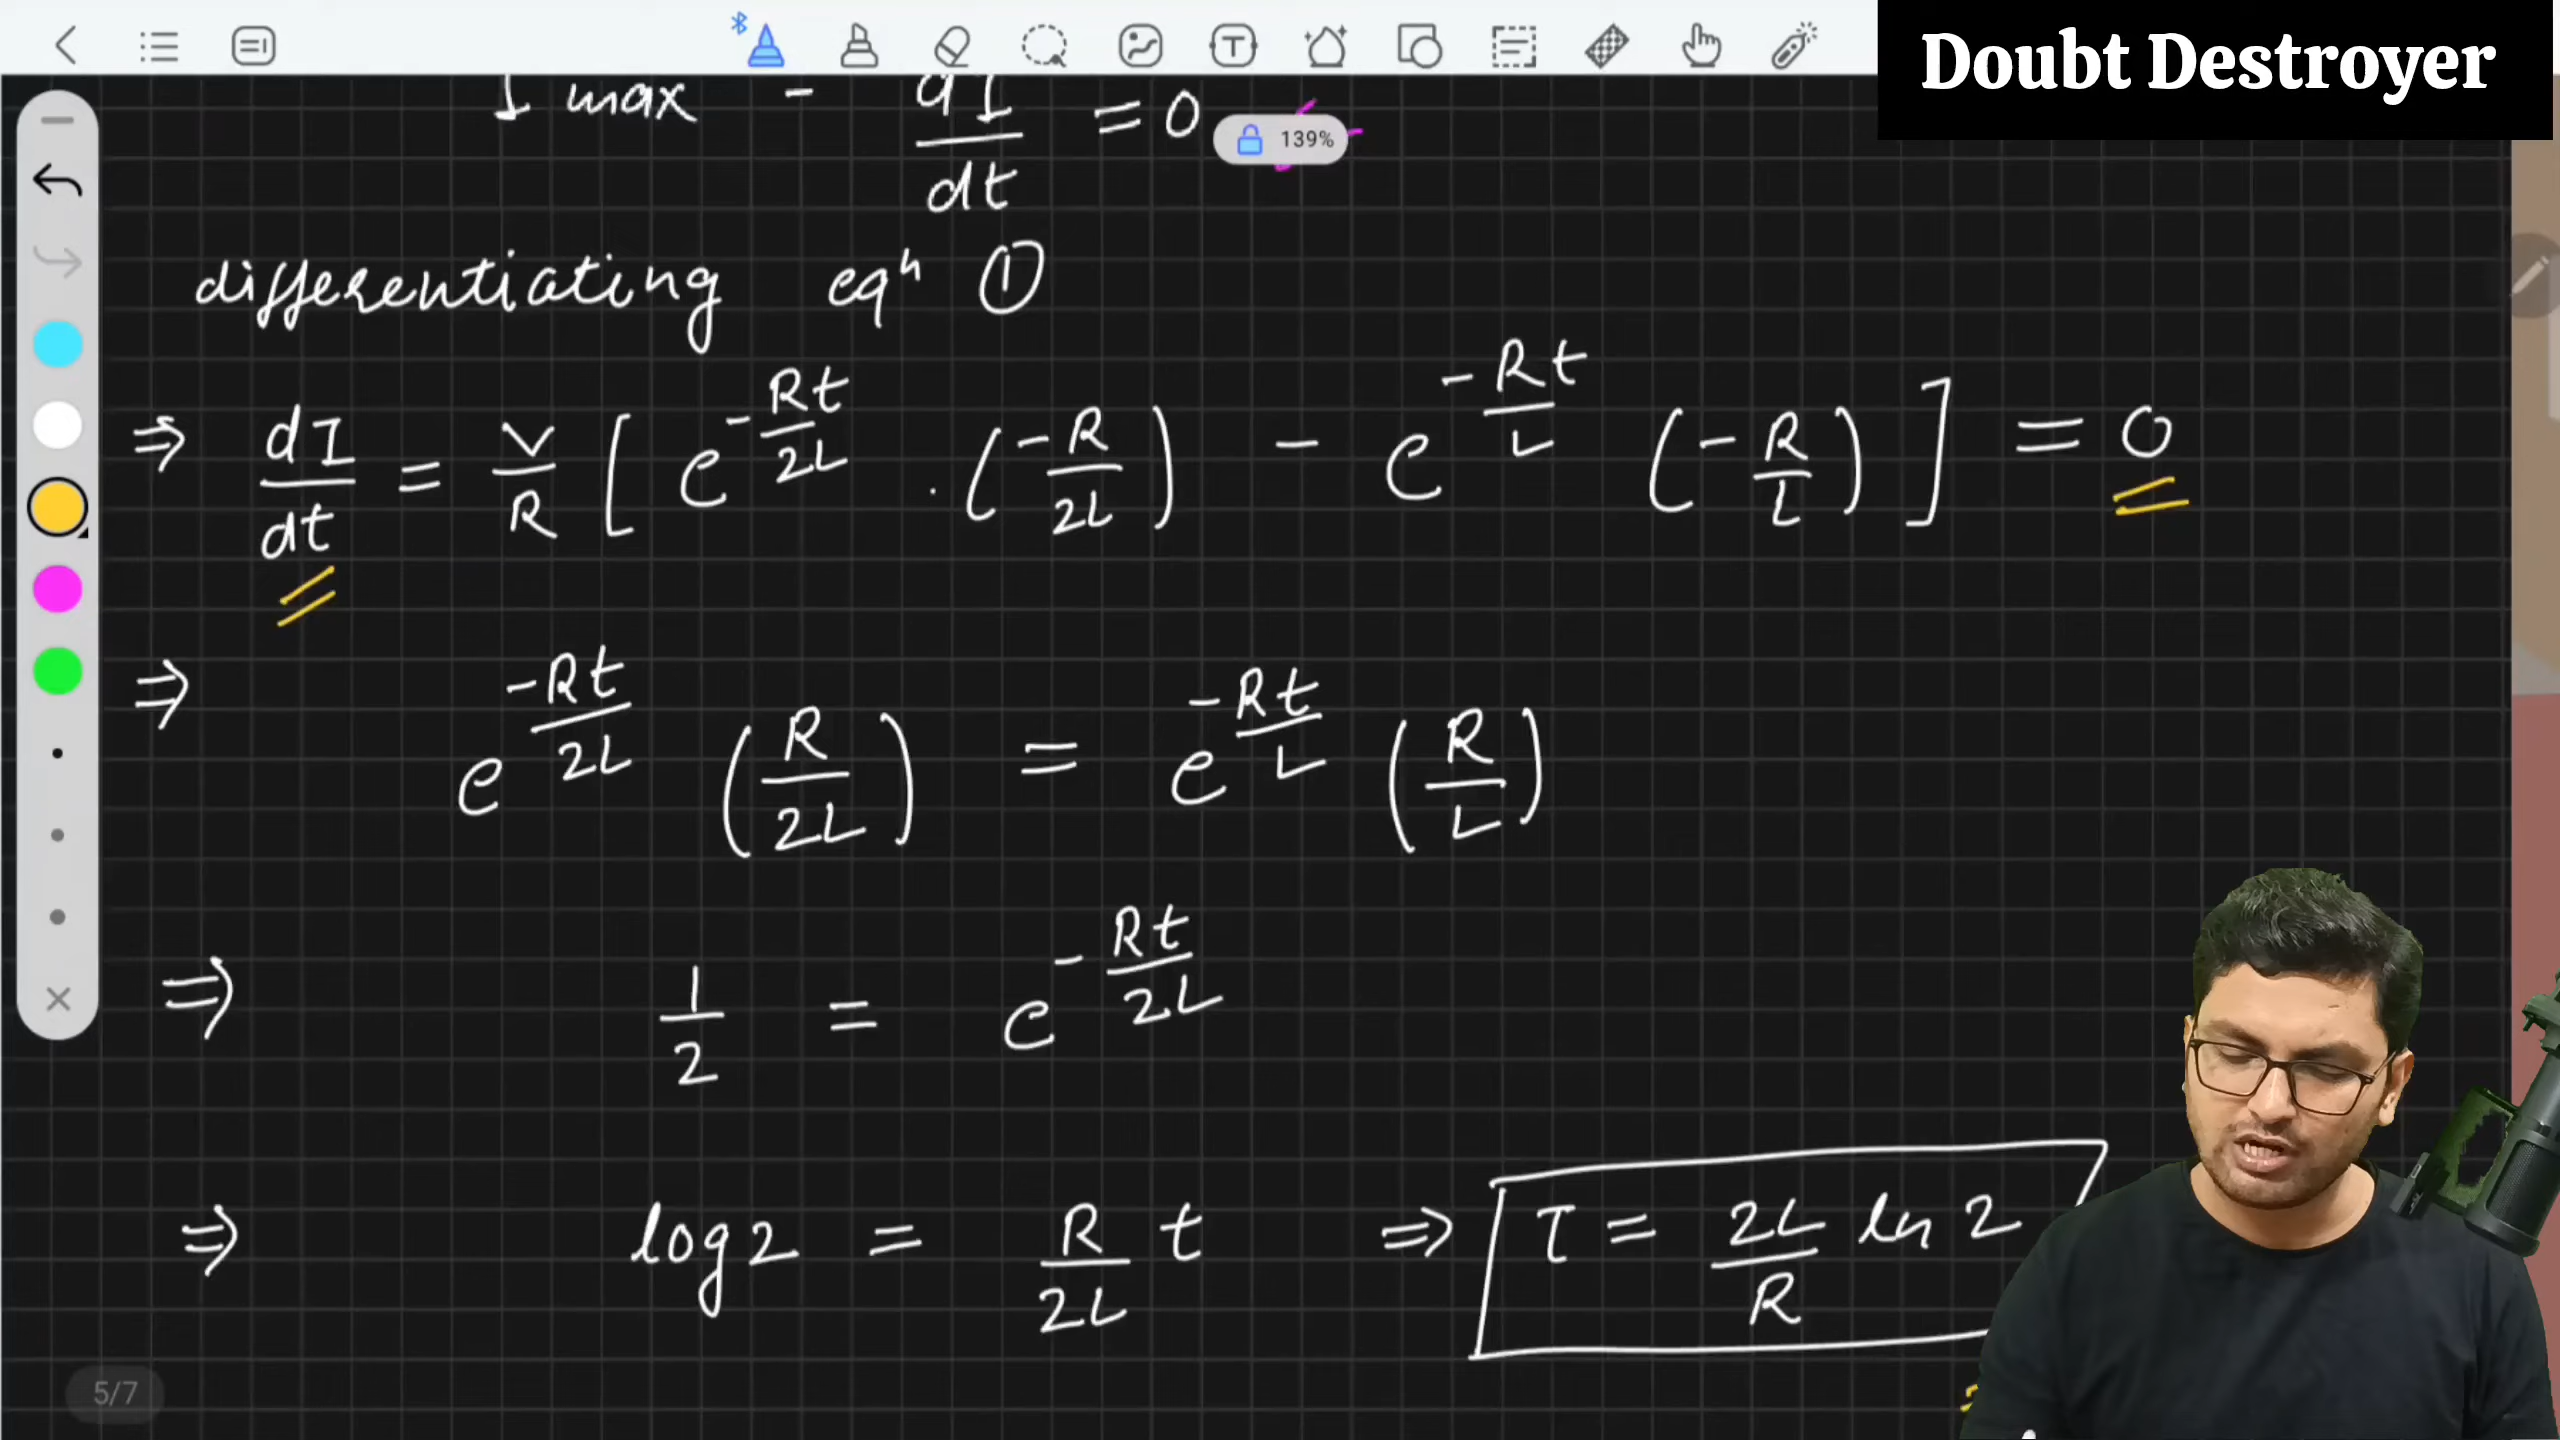 Doubt Destroyer
I max - dI/dt = 0
139%
differentiating eqⁿ ①
⇒ dI/dt = V/R [ e^(-Rt/2L) . (-R/2L) - e^(-Rt/L) (-R/L) ] = 0
⇒ e^(-Rt/2L) (R/2L) = e^(-Rt/L) (R/L)
⇒ 1/2 = e^(-Rt/2L)
⇒ log 2 = R/2L t ⇒ τ = 2L/R ln 2
5/7